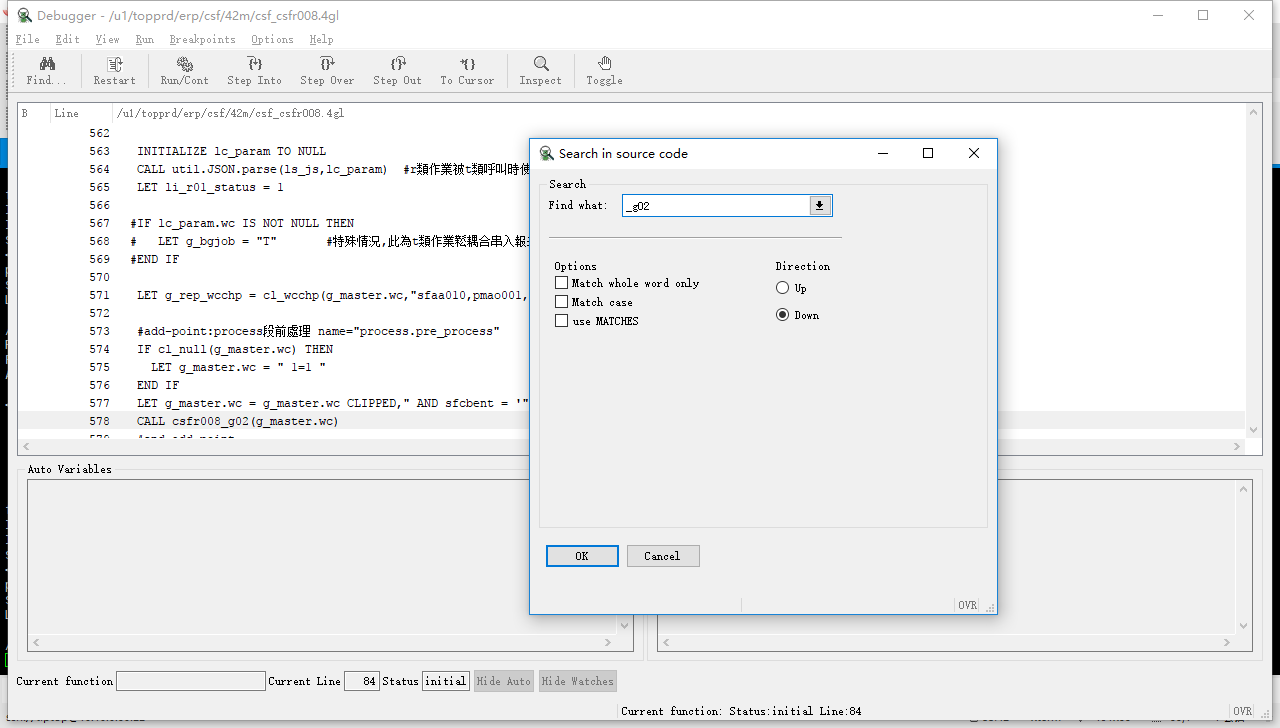 Debugger - /u1/topprd/erp/csf/42m/csf_csfr008.4gl
File Edit View Run Breakpoints Options Help
Find... Restart Run/Cont Step Into Step Over Step Out To Cursor Inspect Toggle
B Line /u1/topprd/erp/csf/42m/csf_csfr008.4gl
562
563 INITIALIZE lc_param TO NULL
564 CALL util.JSON.parse(ls_js,lc_param) #r類作業被t類呼叫時使
565 LET li_r01_status = 1
566
567 #IF lc_param.wc IS NOT NULL THEN
568 # LET g_bgjob = "T" #特殊情況,此為t類作業鬆耦合串入報
569 #END IF
570
571 LET g_rep_wcchp = cl_wcchp(g_master.wc,"sfaa010,pmao001,
572
573 #add-point:process段前處理 name="process.pre_process"
574 IF cl_null(g_master.wc) THEN
575 LET g_master.wc = " 1=1 "
576 END IF
577 LET g_master.wc = g_master.wc CLIPPED," AND sfcbent = '"
578 CALL csfr008_g02(g_master.wc)
579 #end add-point
Search in source code
Search
Find what: _g02
Options
Match whole word only
Match case
use MATCHES
Direction
Up
Down
OK Cancel
OVR
Auto Variables
Current function Current Line 84 Status initial Hide Auto Hide Watches
Current function: Status:initial Line:84
OVR